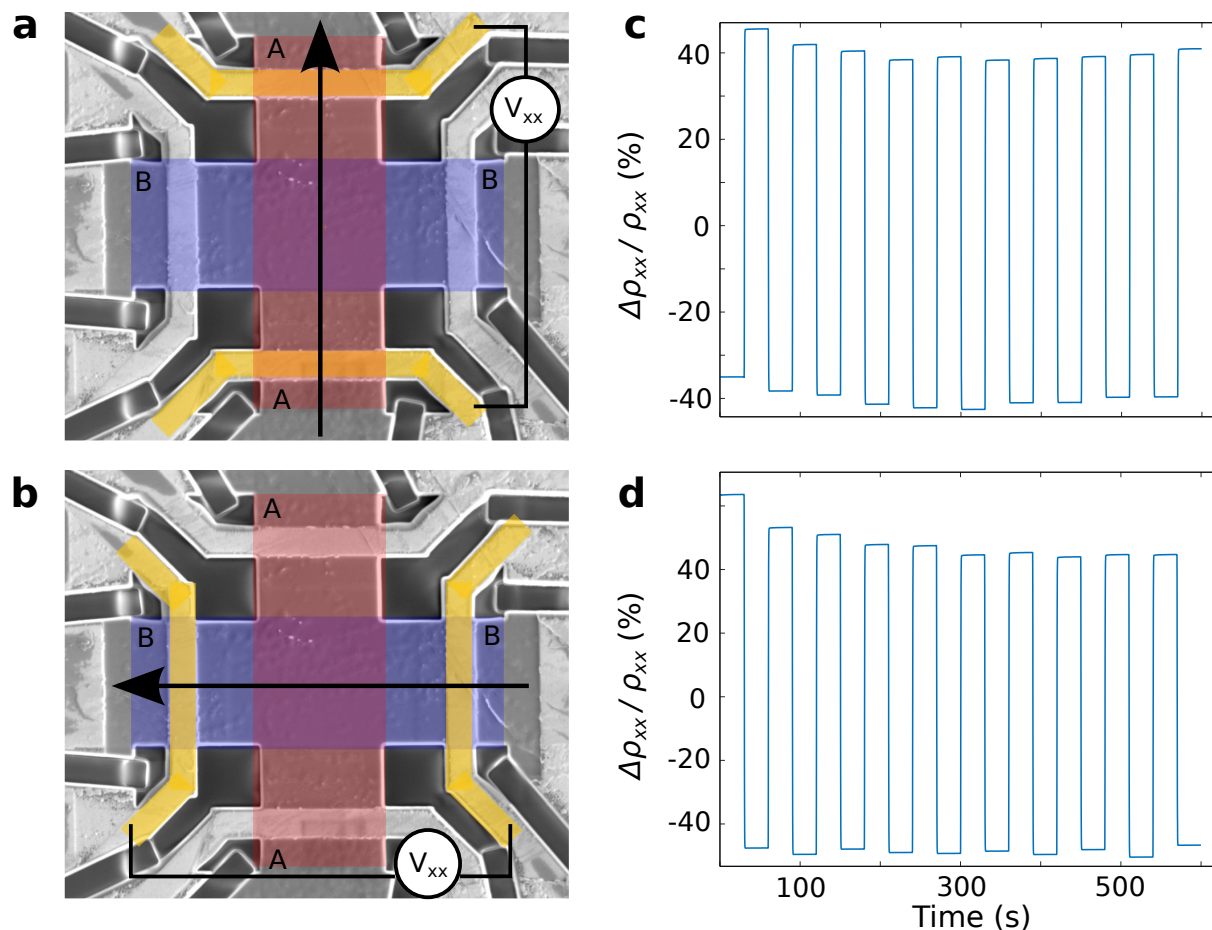 a
A
V_xx
B
B
A
b
A
B
B
V_xx
A
c
40
20
0
-20
-40
Δρ_xx / ρ_xx (%)
d
40
20
0
-20
-40
Δρ_xx / ρ_xx (%)
100
300
500
Time (s)